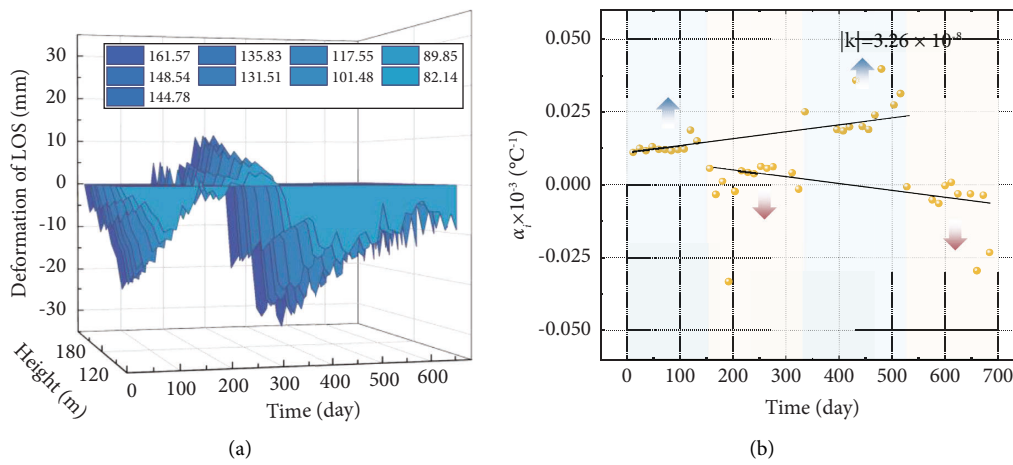 (a)
161.57 135.83 117.55 89.85
148.54 131.51 101.48 82.14
144.78
Deformation of LOS (mm)
30
20
10
0
-10
-20
-30
Height (m)
180
120
0 100 200 300 400 500 600
Time (day)
(a)
(b)
|k|=3.26 × 10⁻⁸
αᵢ×10⁻³ (°C⁻¹)
0.050
0.025
0.000
-0.025
-0.050
0 100 200 300 400 500 600 700
Time (day)
(b)